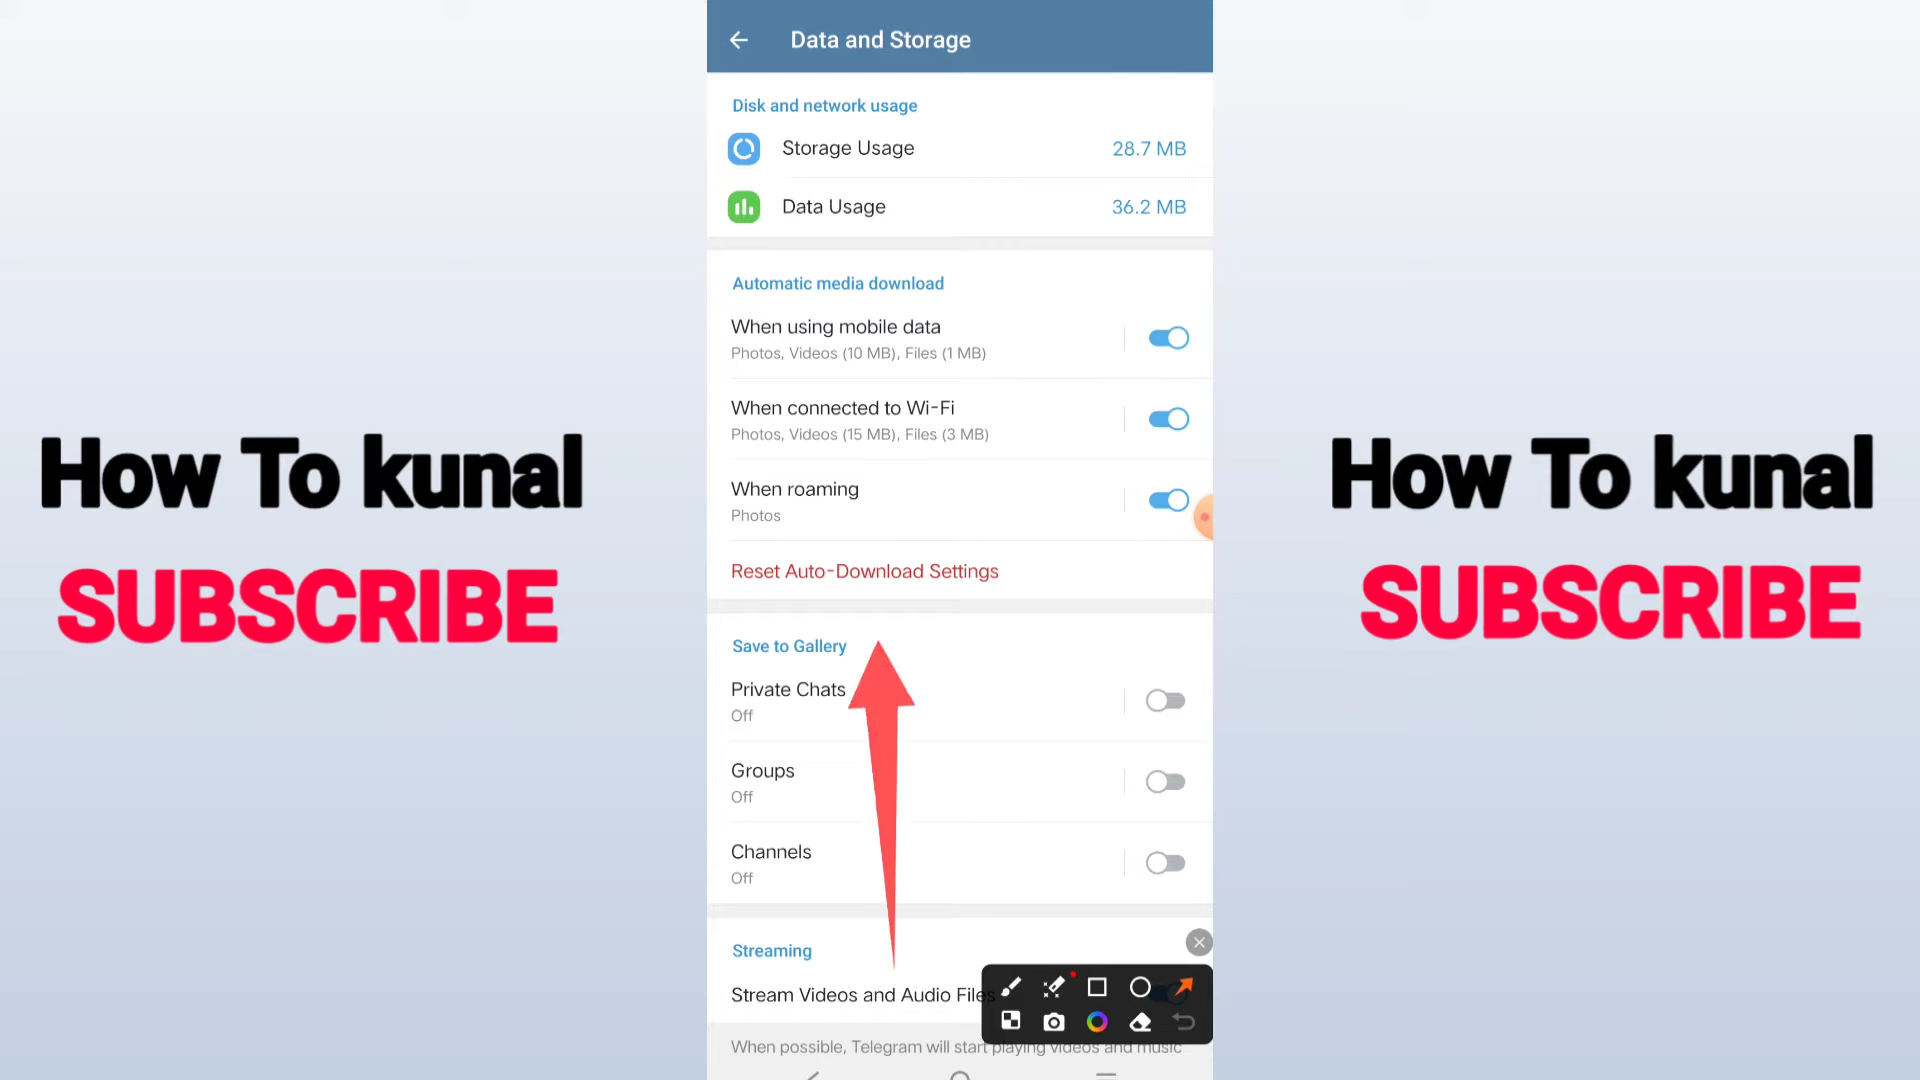 Data and Storage
Disk and network usage
Storage Usage 28.7 MB
Data Usage 36.2 MB
Automatic media download
When using mobile data
Photos, Videos (10 MB), Files (1 MB)
When connected to Wi-Fi
Photos, Videos (15 MB), Files (3 MB)
When roaming
Photos
Reset Auto-Download Settings
Save to Gallery
Private Chats
Off
Groups
Off
Channels
Off
Streaming
Stream Videos and Audio Files
When possible, Telegram will start playing videos and music
How To kunal
SUBSCRIBE
How To kunal
SUBSCRIBE